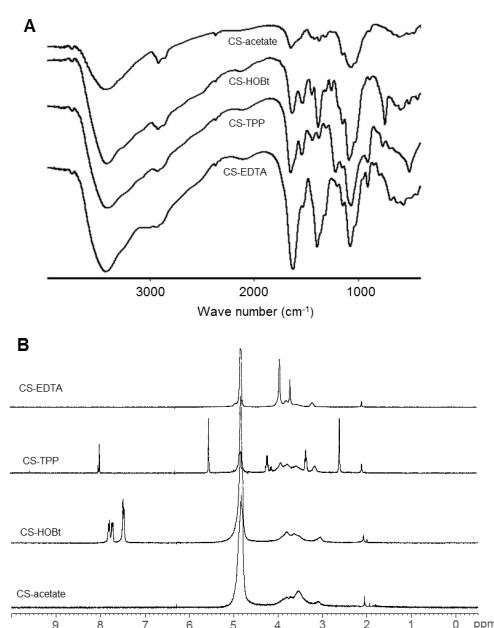 A
CS-acetate
CS-HOBt
CS-TPP
CS-EDTA
3000 2000 1000
Wave number (cm⁻¹)
B
CS-EDTA
CS-TPP
CS-HOBt
CS-acetate
9 8 7 6 5 4 3 2 1 0 ppm